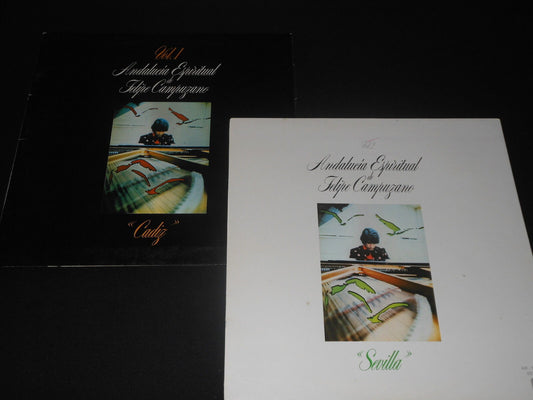 Vol. 1
Andalucía Espiritual
de
Felipe Campuzano
"Cadiz"
Andalucía Espiritual
de
Felipe Campuzano
"Sevilla"